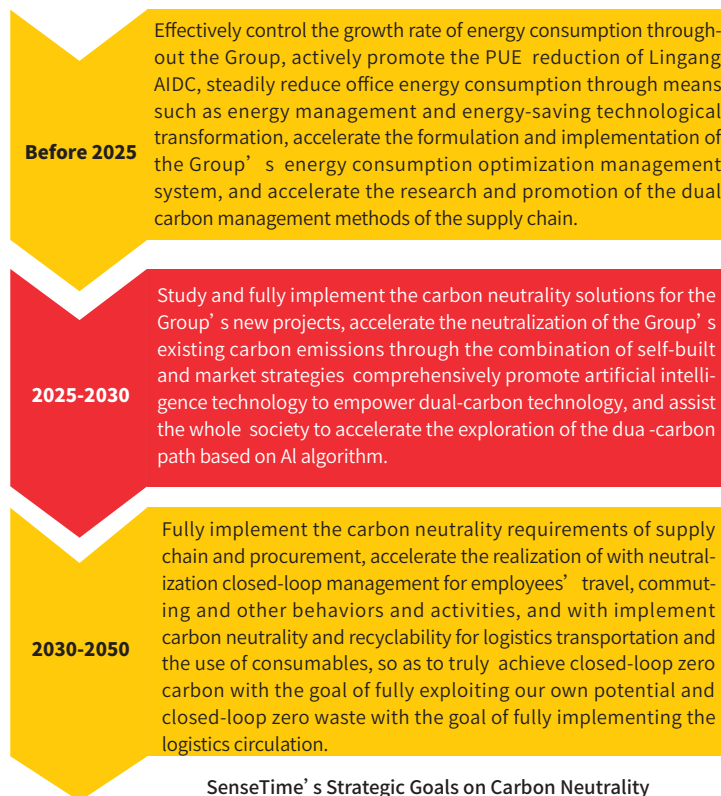 Effectively control the growth rate of energy consumption through-
out the Group, actively promote the PUE reduction of Lingang
AIDC, steadily reduce office energy consumption through means
such as energy management and energy-saving technological
transformation, accelerate the formulation and implementation of
the Group’s energy consumption optimization management
system, and accelerate the research and promotion of the dual
carbon management methods of the supply chain.
Before 2025
Study and fully implement the carbon neutrality solutions for the
Group’s new projects, accelerate the neutralization of the Group’s
existing carbon emissions through the combination of self-built
and market strategies comprehensively promote artificial intelli-
gence technology to empower dual-carbon technology, and assist
the whole society to accelerate the exploration of the dua -carbon
path based on Al algorithm.
2025-2030
Fully implement the carbon neutrality requirements of supply
chain and procurement, accelerate the realization of with neutral-
ization closed-loop management for employees’ travel, commut-
ing and other behaviors and activities, and with implement
carbon neutrality and recyclability for logistics transportation and
the use of consumables, so as to truly achieve closed-loop zero
carbon with the goal of fully exploiting our own potential and
closed-loop zero waste with the goal of fully implementing the
logistics circulation.
2030-2050
SenseTime’s Strategic Goals on Carbon Neutrality